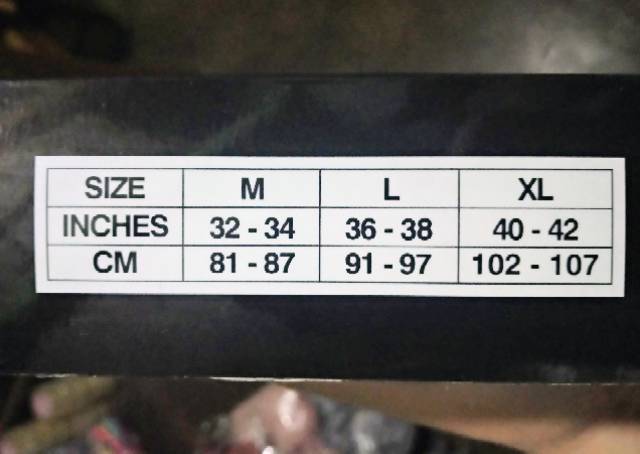 SIZE M L XL
INCHES 32 - 34 36 - 38 40 - 42
CM 81 - 87 91 - 97 102 - 107